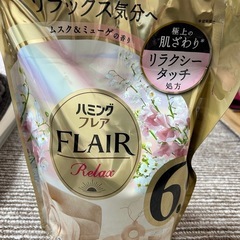 リラックス気分へ
ムスク&ミューゲの香り
極上の
"肌ざわり"
リラクシー
タッチ
処方
ハミング
フレア
FLAIR
Relax
6